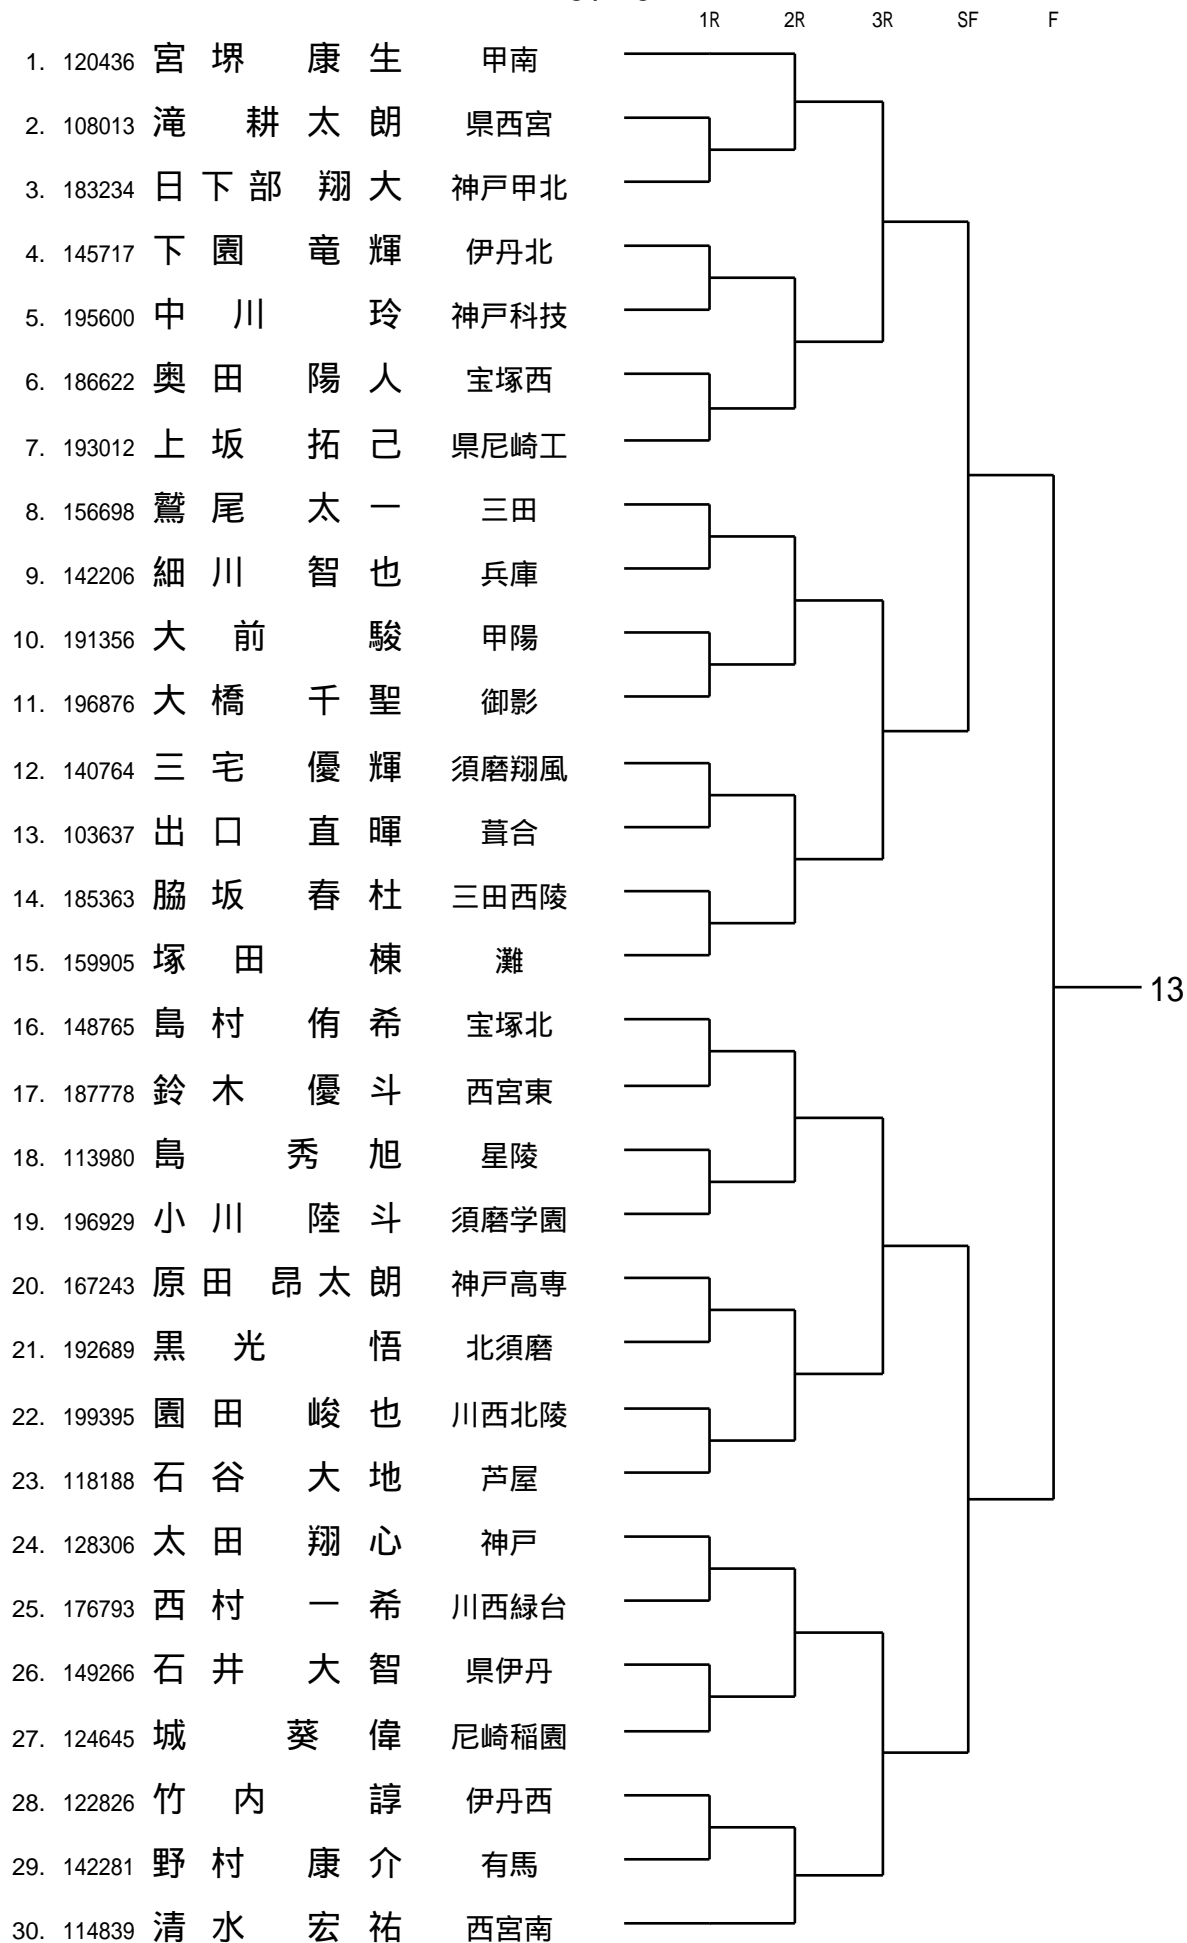 1R 2R 3R SF F
1. 120436 宮堺 康生 甲南
2. 108013 滝 耕太朗 県西宮
3. 183234 日下部 翔大 神戸甲北
4. 145717 下園 竜輝 伊丹北
5. 195600 中川 玲 神戸科技
6. 186622 奥田 陽人 宝塚西
7. 193012 上坂 拓己 県尼崎工
8. 156698 鷲尾 太一 三田
9. 142206 細川 智也 兵庫
10. 191356 大前 駿 甲陽
11. 196876 大橋 千聖 御影
12. 140764 三宅 優輝 須磨翔風
13. 103637 出口 直暉 葺合
14. 185363 脇坂 春杜 三田西陵
15. 159905 塚田 棟 灘
13
16. 148765 島村 侑希 宝塚北
17. 187778 鈴木 優斗 西宮東
18. 113980 島 秀旭 星陵
19. 196929 小川 陸斗 須磨学園
20. 167243 原田 昂太朗 神戸高専
21. 192689 黒光 悟 北須磨
22. 199395 園田 峻也 川西北陵
23. 118188 石谷 大地 芦屋
24. 128306 太田 翔心 神戸
25. 176793 西村 一希 川西緑台
26. 149266 石井 大智 県伊丹
27. 124645 城 葵偉 尼崎稲園
28. 122826 竹内 諄 伊丹西
29. 142281 野村 康介 有馬
30. 114839 清水 宏祐 西宮南